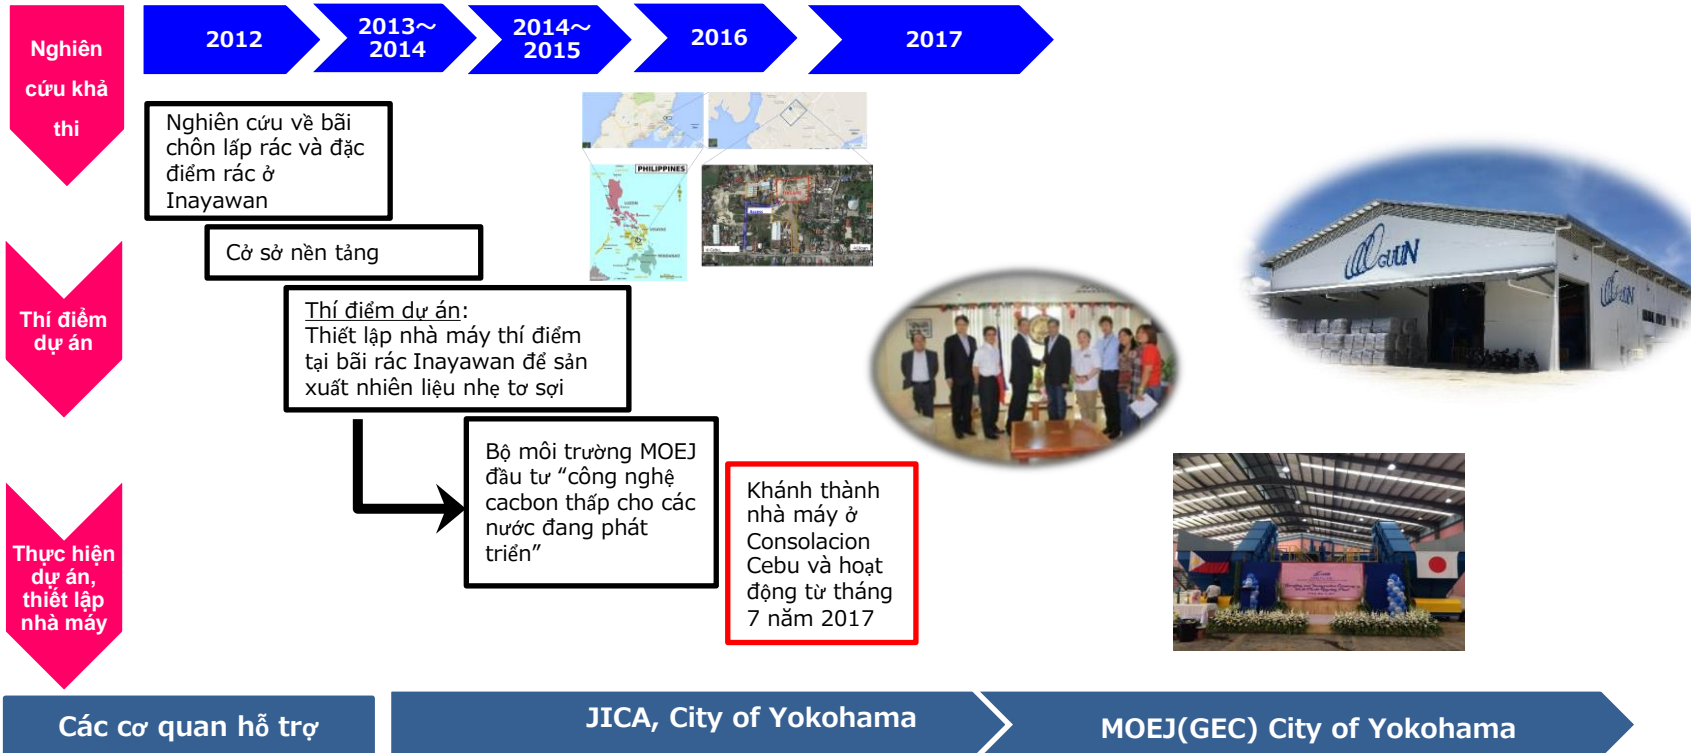 Nghiên
cứu khả
thi
2012
2013～
2014
2014～
2015
2016
2017
Nghiên cứu về bãi
chôn lấp rác và đặc
điểm rác ở
Inayawan
Cở sở nền tảng
PHILIPPINES
Thí điểm
dự án
Thí điểm dự án:
Thiết lập nhà máy thí điểm
tại bãi rác Inayawan để sản
xuất nhiên liệu nhẹ tơ sợi
GUUN
GUUN
Bộ môi trường MOEJ
đầu tư “công nghệ
cacbon thấp cho các
nước đang phát
triển”
Khánh thành
nhà máy ở
Consolacion
Cebu và hoạt
động từ tháng
7 năm 2017
Thực hiện
dự án,
thiết lập
nhà máy
Các cơ quan hỗ trợ
JICA, City of Yokohama
MOEJ(GEC) City of Yokohama